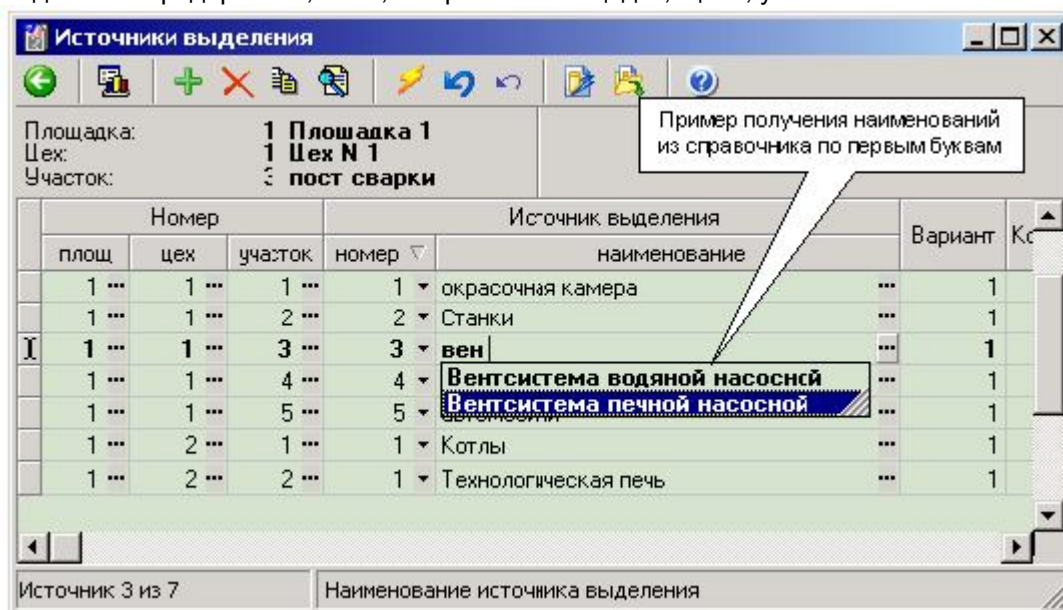 Источники выделения
Площадка: 1 Площадка 1
Цех: 1 Цех N 1
Участок: 3 пост сварки
Пример получения наименований
из справочника по первым буквам
Номер Источник выделения Вариант
площ цех участок номер наименование
1 ... 1 ... 1 ... 1 окрасочная камера ... 1
1 ... 1 ... 2 ... 2 Станки ... 1
1 ... 1 ... 3 ... 3 вен ... 1
1 ... 1 ... 4 ... 4 Вентсистема водяной насосной ... 1
1 ... 1 ... 5 ... 5 Вентсистема печной насосной ... 1
1 ... 2 ... 1 ... 1 Котлы ... 1
1 ... 2 ... 2 ... 1 Технологическая печь ... 1
Источник 3 из 7 Наименование источника выделения